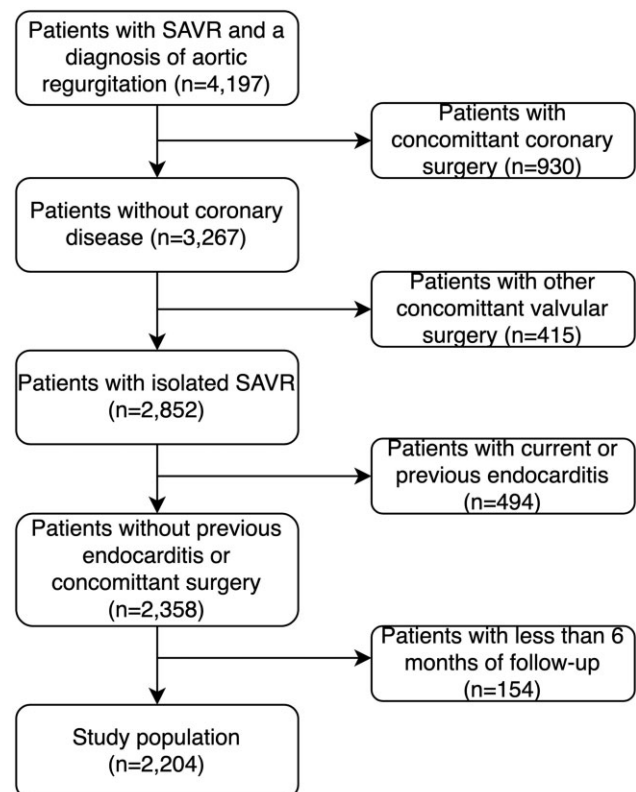 Patients with SAVR and a
diagnosis of aortic
regurgitation (n=4,197)
Patients with
concomittant coronary
surgery (n=930)
Patients without coronary
disease (n=3,267)
Patients with other
concomittant valvular
surgery (n=415)
Patients with isolated SAVR
(n=2,852)
Patients with current or
previous endocarditis
(n=494)
Patients without previous
endocarditis or
concomittant surgery
(n=2,358)
Patients with less than 6
months of follow-up
(n=154)
Study population
(n=2,204)